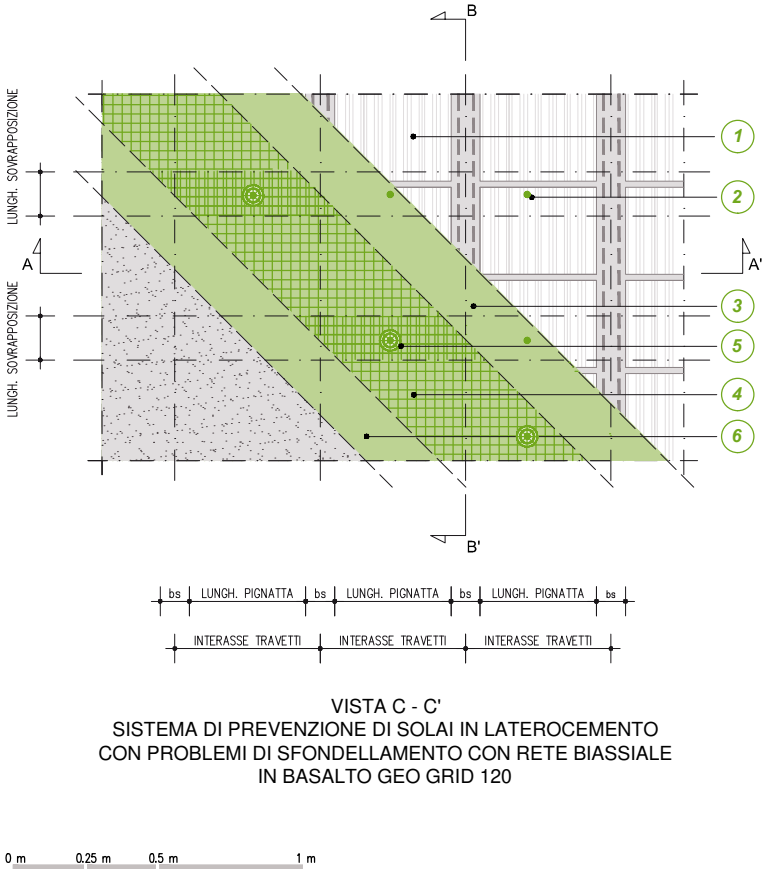 B
LUNGH. SOVRAPPOSIZIONE
1
2
A
A'
LUNGH. SOVRAPPOSIZIONE
3
5
4
6
B'
bs LUNGH. PIGNATTA bs LUNGH. PIGNATTA bs LUNGH. PIGNATTA bs
INTERASSE TRAVETTI INTERASSE TRAVETTI INTERASSE TRAVETTI
VISTA C - C'
SISTEMA DI PREVENZIONE DI SOLAI IN LATEROCEMENTO
CON PROBLEMI DI SFONDELLAMENTO CON RETE BIASSIALE
IN BASALTO GEO GRID 120
0 m 0.25 m 0.5 m 1 m